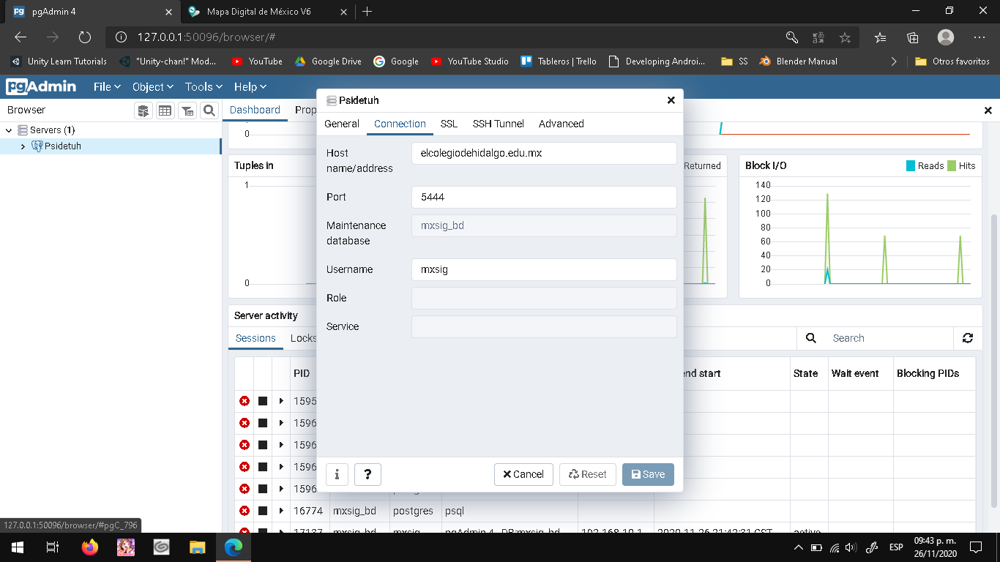 pgAdmin 4
Mapa Digital de México V6
127.0.0.1:50096/browser/#
Unity Learn Tutorials
"Unity-chan!" Mod...
YouTube
Google Drive
Google
YouTube Studio
Tableros | Trello
Developing Androi...
SS
Blender Manual
Otros favoritos
pgAdmin
File
Object
Tools
Help
Browser
Dashboard
Prop
Servers (1)
Psidetuh
0
Tuples in
1
0
Returned
Block I/O
Reads
Hits
140
120
100
80
60
40
20
0
Server activity
Sessions
Locks
Search
PID
end start
State
Wait event
Blocking PIDs
1595
1596
1596
1596
1596
16774 mxsig_bd postgres psql
17137 mxsig_bd mxsig pgAdmin 4 - DB:mxsig_bd 192.168.10.1 2020-11-26 21:42:31 CST active
Psidetuh
General
Connection
SSL
SSH Tunnel
Advanced
Host name/address
elcolegiodehidalgo.edu.mx
Port
5444
Maintenance database
mxsig_bd
Username
mxsig
Role
Service
i
?
Cancel
Reset
Save
127.0.0.1:50096/browser/#pgC_796
ESP
09:43 p. m.
26/11/2020